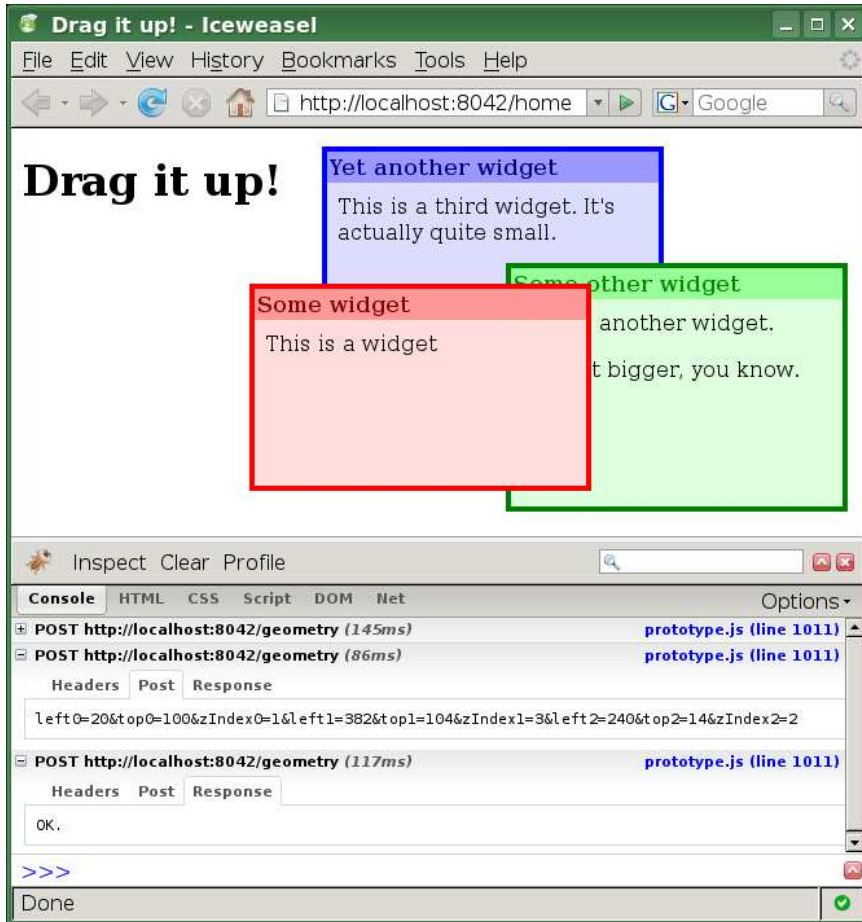 Drag it up! - Iceweasel
File Edit View History Bookmarks Tools Help
http://localhost:8042/home
G Google
Drag it up!
Yet another widget
This is a third widget. It's
actually quite small.
Some other widget
another widget.
t bigger, you know.
Some widget
This is a widget
Inspect Clear Profile
Console HTML CSS Script DOM Net Options
POST http://localhost:8042/geometry (145ms) prototype.js (line 1011)
POST http://localhost:8042/geometry (86ms) prototype.js (line 1011)
Headers Post Response
left0=20&top0=100&zIndex0=1&left1=382&top1=104&zIndex1=3&left2=240&top2=14&zIndex2=2
POST http://localhost:8042/geometry (117ms) prototype.js (line 1011)
Headers Post Response
OK.
>>>
Done